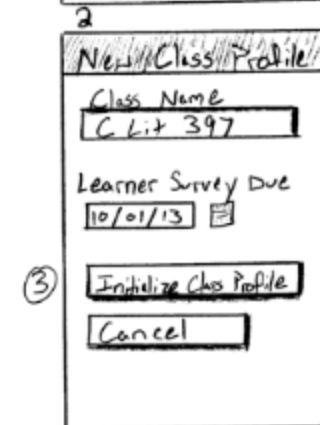 2
New Class Profile
Class Name
C Lit 397
Learner Survey Due
10/01/13
3
Initialize Class Profile
Cancel